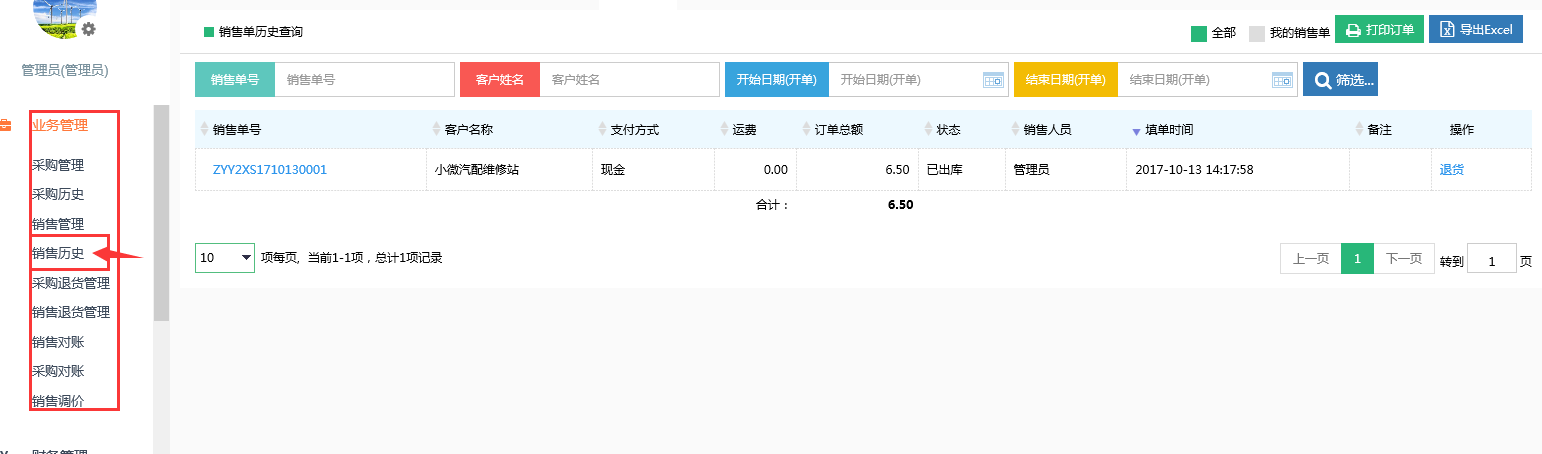 管理员(管理员)
业务管理
采购管理
采购历史
销售管理
销售历史
采购退货管理
销售退货管理
销售对账
采购对账
销售调价
财务管理
销售单历史查询
全部 我的销售单 打印订单 导出Excel
销售单号 销售单号 客户姓名 客户姓名 开始日期(开单) 开始日期(开单) 结束日期(开单) 结束日期(开单) 筛选...
销售单号 客户名称 支付方式 运费 订单总额 状态 销售人员 填单时间 备注 操作
ZYY2XS1710130001 小微汽配维修站 现金 0.00 6.50 已出库 管理员 2017-10-13 14:17:58 退货
合计： 6.50
10 项每页, 当前1-1项，总计1项记录 上一页 1 下一页 转到 1 页